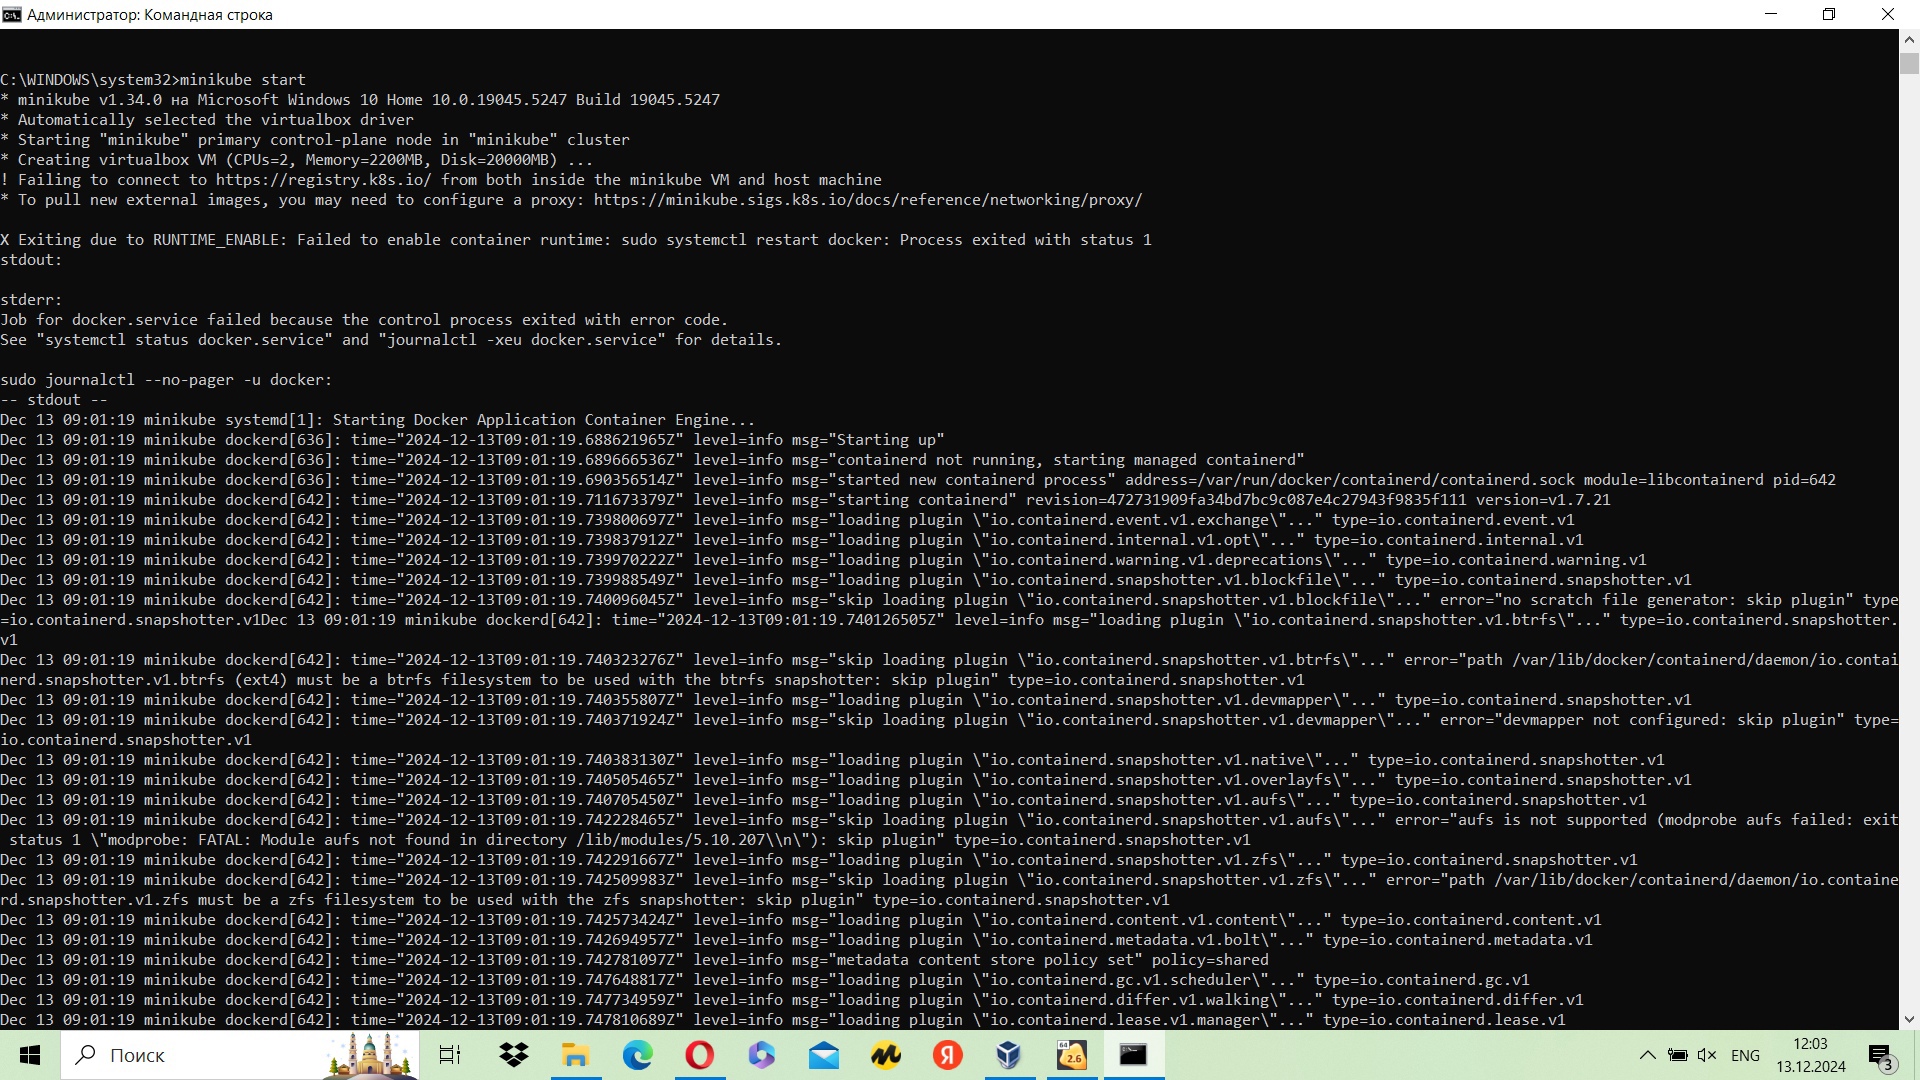 Администратор: Командная строка
C:\WINDOWS\system32>minikube start
* minikube v1.34.0 на Microsoft Windows 10 Home 10.0.19045.5247 Build 19045.5247
* Automatically selected the virtualbox driver
* Starting "minikube" primary control-plane node in "minikube" cluster
* Creating virtualbox VM (CPUs=2, Memory=2200MB, Disk=20000MB) ...
! Failing to connect to https://registry.k8s.io/ from both inside the minikube VM and host machine
* To pull new external images, you may need to configure a proxy: https://minikube.sigs.k8s.io/docs/reference/networking/proxy/
X Exiting due to RUNTIME_ENABLE: Failed to enable container runtime: sudo systemctl restart docker: Process exited with status 1
stdout:
stderr:
Job for docker.service failed because the control process exited with error code.
See "systemctl status docker.service" and "journalctl -xeu docker.service" for details.
sudo journalctl --no-pager -u docker:
-- stdout --
Dec 13 09:01:19 minikube systemd[1]: Starting Docker Application Container Engine...
Dec 13 09:01:19 minikube dockerd[636]: time="2024-12-13T09:01:19.688621965Z" level=info msg="Starting up"
Dec 13 09:01:19 minikube dockerd[636]: time="2024-12-13T09:01:19.689666536Z" level=info msg="containerd not running, starting managed containerd"
Dec 13 09:01:19 minikube dockerd[636]: time="2024-12-13T09:01:19.690356514Z" level=info msg="started new containerd process" address=/var/run/docker/containerd/containerd.sock module=libcontainerd pid=642
Dec 13 09:01:19 minikube dockerd[642]: time="2024-12-13T09:01:19.711673379Z" level=info msg="starting containerd" revision=472731909fa34bd7bc9c087e4c27943f9835f111 version=v1.7.21
Dec 13 09:01:19 minikube dockerd[642]: time="2024-12-13T09:01:19.739800697Z" level=info msg="loading plugin \"io.containerd.event.v1.exchange\"..." type=io.containerd.event.v1
Dec 13 09:01:19 minikube dockerd[642]: time="2024-12-13T09:01:19.739837912Z" level=info msg="loading plugin \"io.containerd.internal.v1.opt\"..." type=io.containerd.internal.v1
Dec 13 09:01:19 minikube dockerd[642]: time="2024-12-13T09:01:19.739970222Z" level=info msg="loading plugin \"io.containerd.warning.v1.deprecations\"..." type=io.containerd.warning.v1
Dec 13 09:01:19 minikube dockerd[642]: time="2024-12-13T09:01:19.739988549Z" level=info msg="loading plugin \"io.containerd.snapshotter.v1.blockfile\"..." type=io.containerd.snapshotter.v1
Dec 13 09:01:19 minikube dockerd[642]: time="2024-12-13T09:01:19.740096045Z" level=info msg="skip loading plugin \"io.containerd.snapshotter.v1.blockfile\"..." error="no scratch file generator: skip plugin" type
=io.containerd.snapshotter.v1Dec 13 09:01:19 minikube dockerd[642]: time="2024-12-13T09:01:19.740126505Z" level=info msg="loading plugin \"io.containerd.snapshotter.v1.btrfs\"..." type=io.containerd.snapshotter.
v1
Dec 13 09:01:19 minikube dockerd[642]: time="2024-12-13T09:01:19.740323276Z" level=info msg="skip loading plugin \"io.containerd.snapshotter.v1.btrfs\"..." error="path /var/lib/docker/containerd/daemon/io.contai
nerd.snapshotter.v1.btrfs (ext4) must be a btrfs filesystem to be used with the btrfs snapshotter: skip plugin" type=io.containerd.snapshotter.v1
Dec 13 09:01:19 minikube dockerd[642]: time="2024-12-13T09:01:19.740355807Z" level=info msg="loading plugin \"io.containerd.snapshotter.v1.devmapper\"..." type=io.containerd.snapshotter.v1
Dec 13 09:01:19 minikube dockerd[642]: time="2024-12-13T09:01:19.740371924Z" level=info msg="skip loading plugin \"io.containerd.snapshotter.v1.devmapper\"..." error="devmapper not configured: skip plugin" type=
io.containerd.snapshotter.v1
Dec 13 09:01:19 minikube dockerd[642]: time="2024-12-13T09:01:19.740383130Z" level=info msg="loading plugin \"io.containerd.snapshotter.v1.native\"..." type=io.containerd.snapshotter.v1
Dec 13 09:01:19 minikube dockerd[642]: time="2024-12-13T09:01:19.740505465Z" level=info msg="loading plugin \"io.containerd.snapshotter.v1.overlayfs\"..." type=io.containerd.snapshotter.v1
Dec 13 09:01:19 minikube dockerd[642]: time="2024-12-13T09:01:19.740705450Z" level=info msg="loading plugin \"io.containerd.snapshotter.v1.aufs\"..." type=io.containerd.snapshotter.v1
Dec 13 09:01:19 minikube dockerd[642]: time="2024-12-13T09:01:19.742228465Z" level=info msg="skip loading plugin \"io.containerd.snapshotter.v1.aufs\"..." error="aufs is not supported (modprobe aufs failed: exit
 status 1 \"modprobe: FATAL: Module aufs not found in directory /lib/modules/5.10.207\\n\"): skip plugin" type=io.containerd.snapshotter.v1
Dec 13 09:01:19 minikube dockerd[642]: time="2024-12-13T09:01:19.742291667Z" level=info msg="loading plugin \"io.containerd.snapshotter.v1.zfs\"..." type=io.containerd.snapshotter.v1
Dec 13 09:01:19 minikube dockerd[642]: time="2024-12-13T09:01:19.742509983Z" level=info msg="skip loading plugin \"io.containerd.snapshotter.v1.zfs\"..." error="path /var/lib/docker/containerd/daemon/io.containe
rd.snapshotter.v1.zfs must be a zfs filesystem to be used with the zfs snapshotter: skip plugin" type=io.containerd.snapshotter.v1
Dec 13 09:01:19 minikube dockerd[642]: time="2024-12-13T09:01:19.742573424Z" level=info msg="loading plugin \"io.containerd.content.v1.content\"..." type=io.containerd.content.v1
Dec 13 09:01:19 minikube dockerd[642]: time="2024-12-13T09:01:19.742694957Z" level=info msg="loading plugin \"io.containerd.metadata.v1.bolt\"..." type=io.containerd.metadata.v1
Dec 13 09:01:19 minikube dockerd[642]: time="2024-12-13T09:01:19.742781097Z" level=info msg="metadata content store policy set" policy=shared
Dec 13 09:01:19 minikube dockerd[642]: time="2024-12-13T09:01:19.747648817Z" level=info msg="loading plugin \"io.containerd.gc.v1.scheduler\"..." type=io.containerd.gc.v1
Dec 13 09:01:19 minikube dockerd[642]: time="2024-12-13T09:01:19.747734959Z" level=info msg="loading plugin \"io.containerd.differ.v1.walking\"..." type=io.containerd.differ.v1
Dec 13 09:01:19 minikube dockerd[642]: time="2024-12-13T09:01:19.747810689Z" level=info msg="loading plugin \"io.containerd.lease.v1.manager\"..." type=io.containerd.lease.v1
Поиск
Я
64
2.6
ENG
12:03
13.12.2024
3